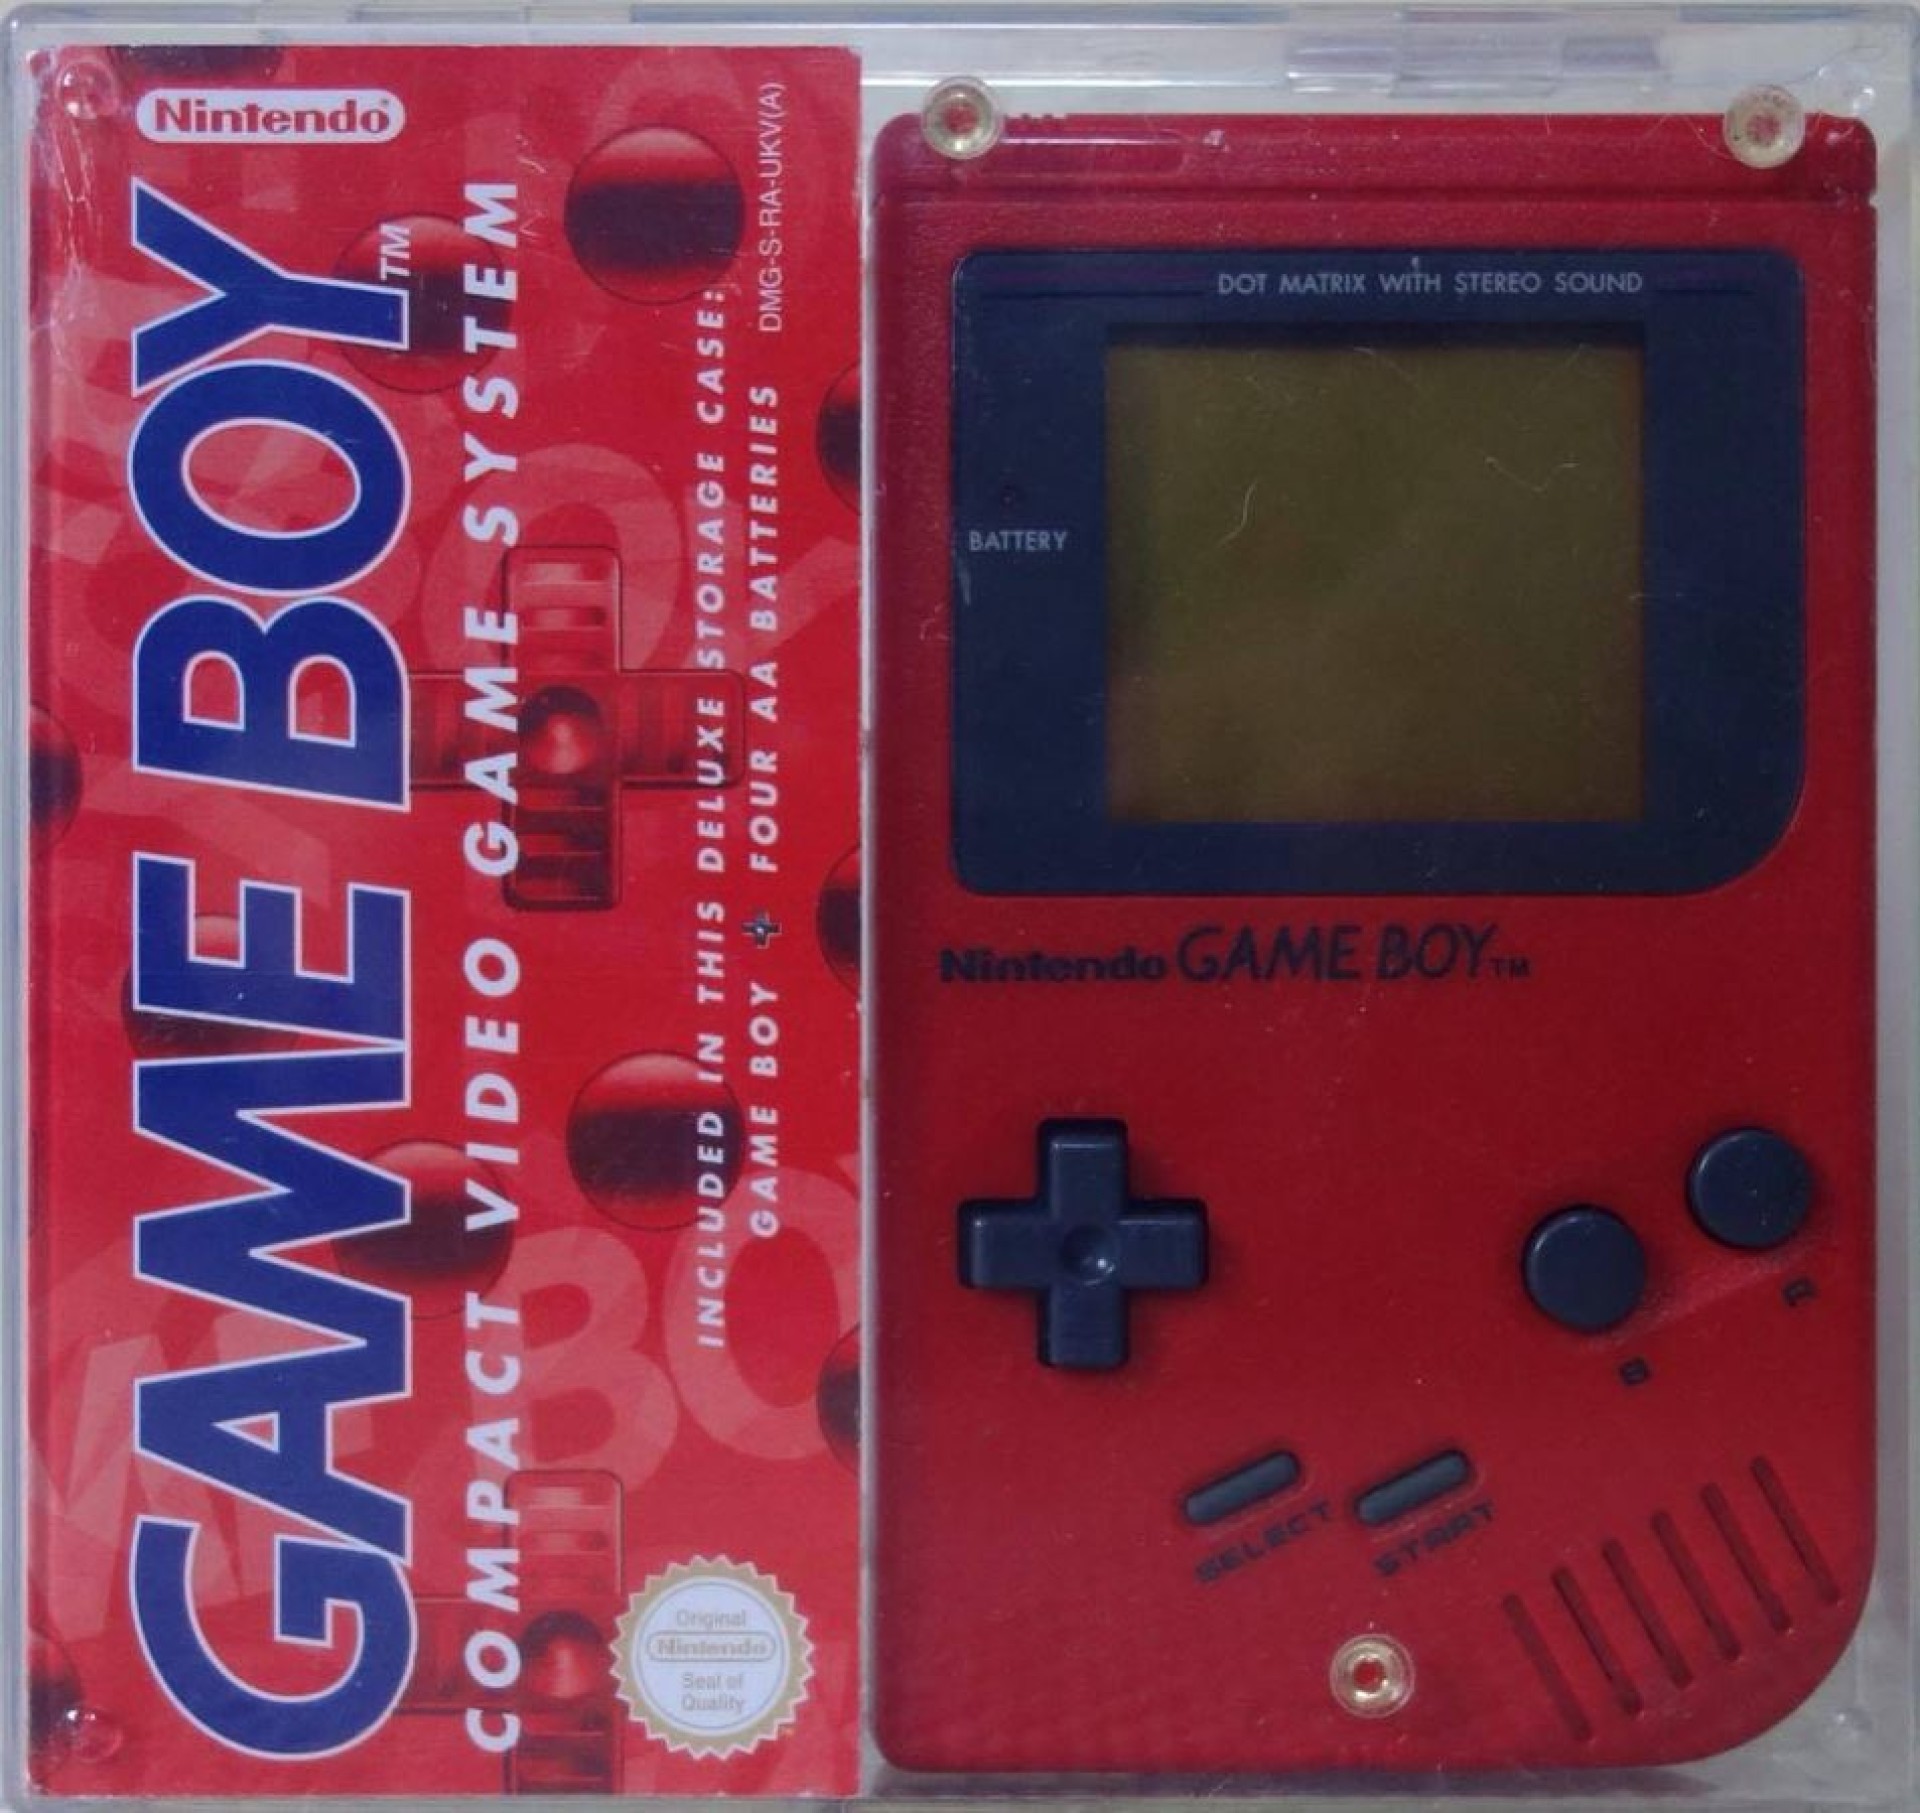 Nintendo®
GAME BOY™
COMPACT VIDEO GAME SYSTEM
INCLUDED IN THIS DELUXE STORAGE CASE:
GAME BOY + FOUR AA BATTERIES
DMG-S-RA-UKV(A)
Original
Nintendo
Seal of
Quality
DOT MATRIX WITH STEREO SOUND
BATTERY
Nintendo GAME BOY™
A
B
SELECT
START